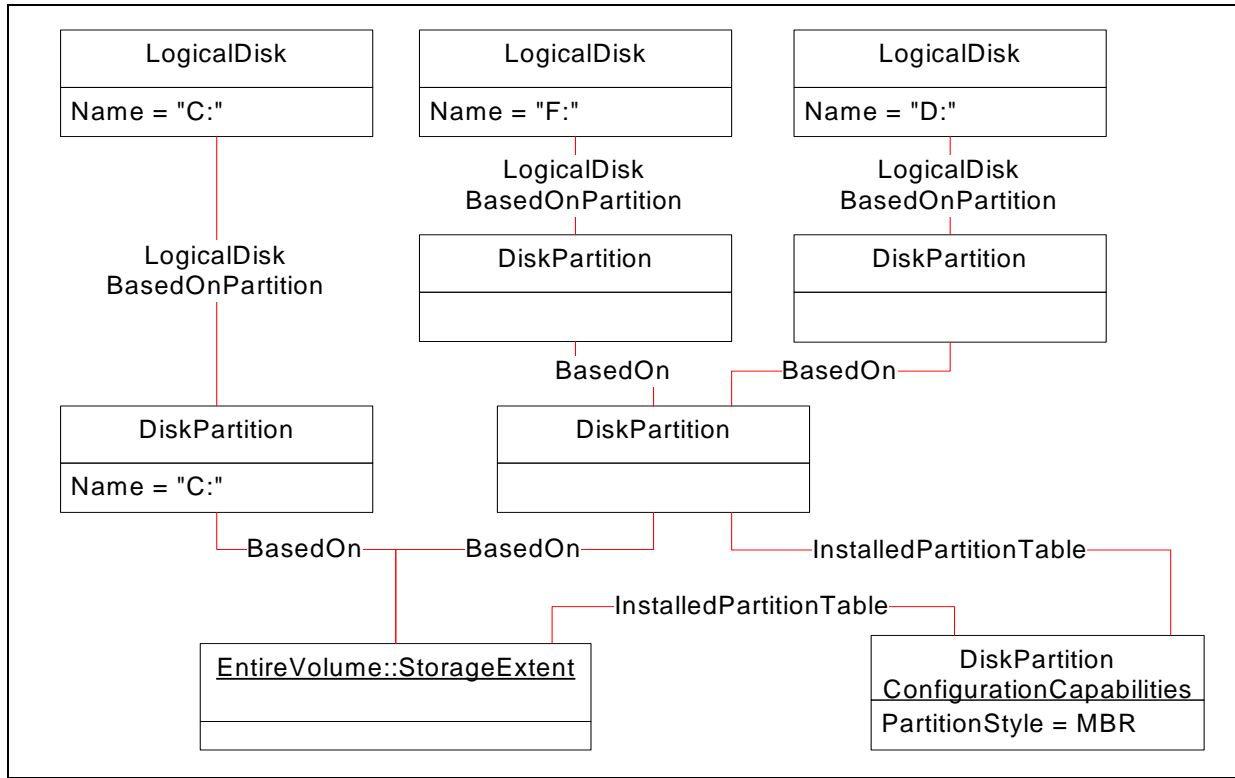 LogicalDisk
Name = "C:"
LogicalDisk
Name = "F:"
LogicalDisk
Name = "D:"
LogicalDisk
BasedOnPartition
LogicalDisk
BasedOnPartition
LogicalDisk
BasedOnPartition
DiskPartition
DiskPartition
BasedOn
BasedOn
DiskPartition
Name = "C:"
DiskPartition
BasedOn
BasedOn
InstalledPartitionTable
InstalledPartitionTable
EntireVolume::StorageExtent
DiskPartition
ConfigurationCapabilities
PartitionStyle = MBR